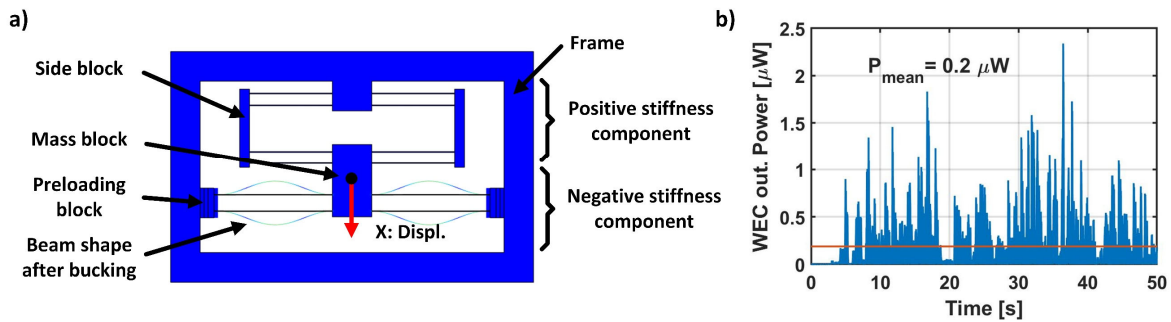 a)
Side block
Mass block
Preloading
block
Beam shape
after bucking
Frame
Positive stiffness
component
Negative stiffness
component
X: Displ.
b)
WEC out. Power [μW]
2.5
2
1.5
1
0.5
0
P_mean = 0.2 μW
0 10 20 30 40 50
Time [s]